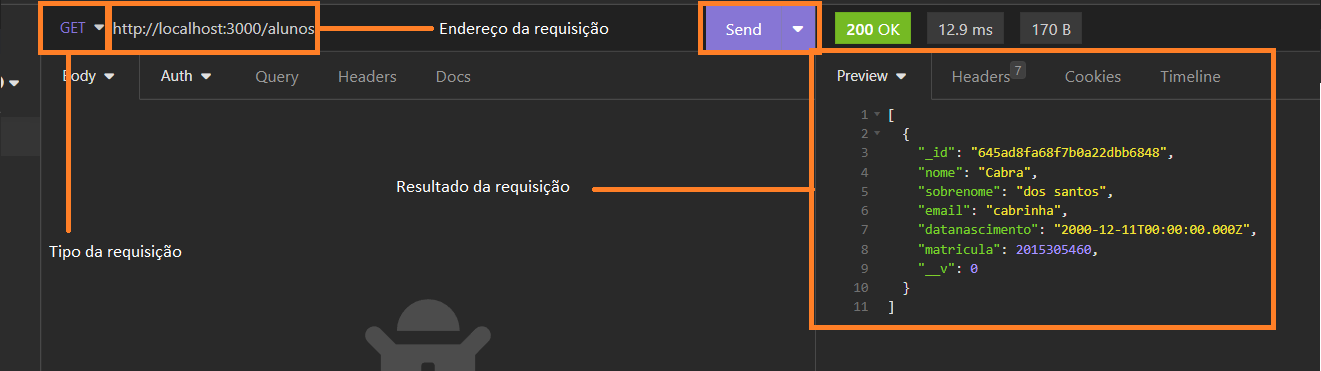 GET http://localhost:3000/alunos Endereço da requisição Send 200 OK 12.9 ms 170 B
Body Auth Query Headers Docs Preview Headers 7 Cookies Timeline
1 [
2 {
3 "_id": "645ad8fa68f7b0a22dbb6848",
4 "nome": "Cabra",
5 "sobrenome": "dos santos",
6 "email": "cabrinha",
7 "datanascimento": "2000-12-11T00:00:00.000Z",
8 "matricula": 2015305460,
9 "__v": 0
10 }
11 ]
Resultado da requisição
Tipo da requisição